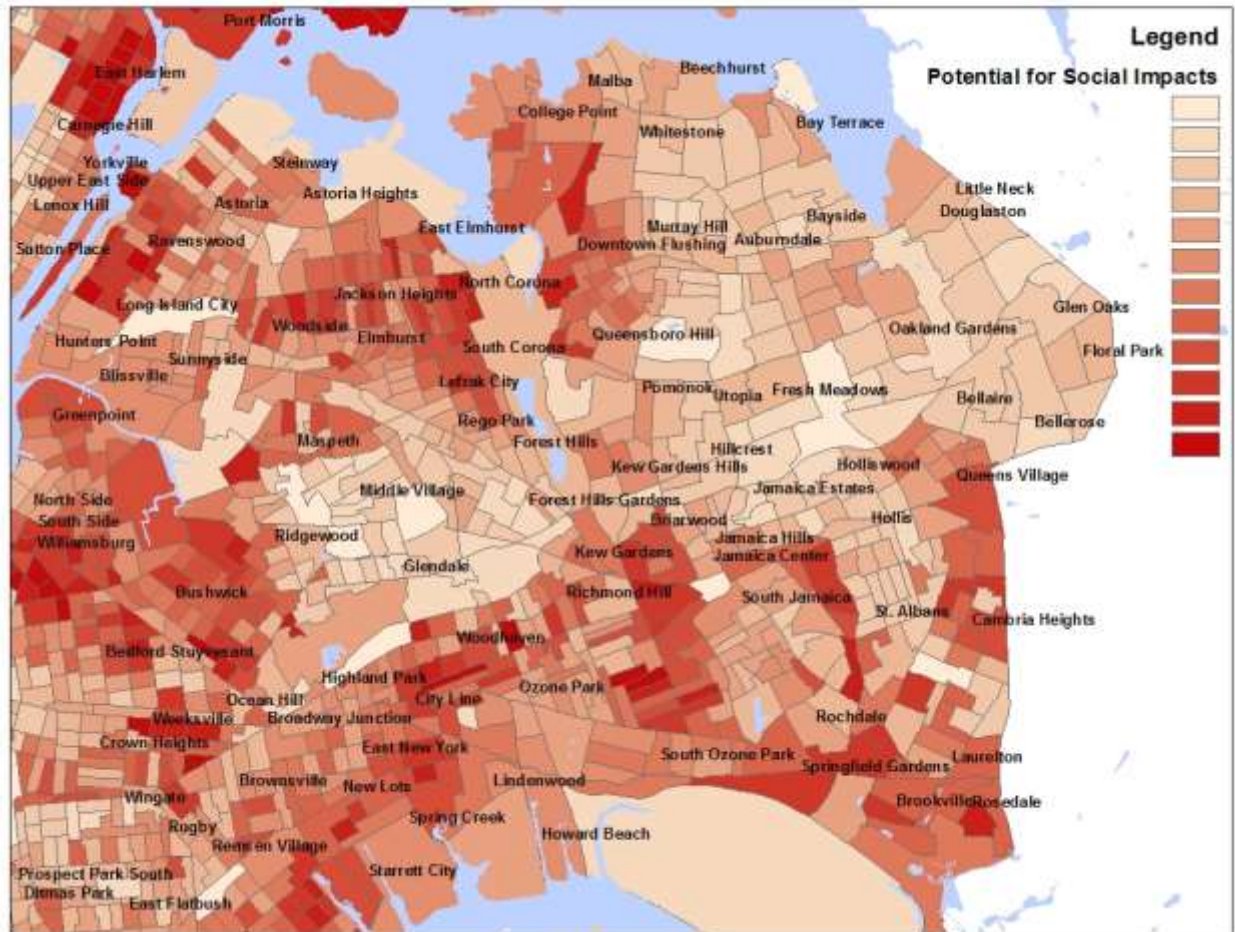 Legend
Potential for Social Impacts
Port Morris
East Harlem
Malba
Beechhurst
College Point
Carnegie Hill
Whitestone
Bay Terrace
Yorkville
Steinway
Upper East Side
Astoria Heights
Little Neck
Lenox Hill
Astoria
Douglaston
Bayside
East Elmhurst
Murray Hill
Sutton Place
Ravenswood
Downtown Flushing
Auburndale
North Corona
Jackson Heights
Long Island City
Glen Oaks
Woodside
Oakland Gardens
Hunters Point
Elmhurst
Queensboro Hill
South Corona
Floral Park
Sunnyside
Blissville
Lefrak City
Pomonok
Utopia
Fresh Meadows
Bellaire
Greenpoint
Rego Park
Bellerose
Maspeth
Forest Hills
Hillcrest
Kew Gardens Hills
Holliswood
Queens Village
North Side
Middle Village
Forest Hills Gardens
Jamaica Estates
South Side
Briarwood
Hollis
Williamsburg
Ridgewood
Jamaica Hills
Kew Gardens
Jamaica Center
Glendale
Bushwick
Richmond Hill
South Jamaica
St. Albans
Cambria Heights
Woodhaven
Bedford Stuyvesant
Highland Park
Ozone Park
Ocean Hill
City Line
Weeksville
Broadway Junction
Rochdale
Crown Heights
East New York
South Ozone Park
Laurelton
Springfield Gardens
Brownsville
New Lots
Lindenwood
Wingate
Brookville
Rosedale
Rugby
Spring Creek
Howard Beach
Remsen Village
Prospect Park South
Starrett City
Ditmas Park
East Flatbush